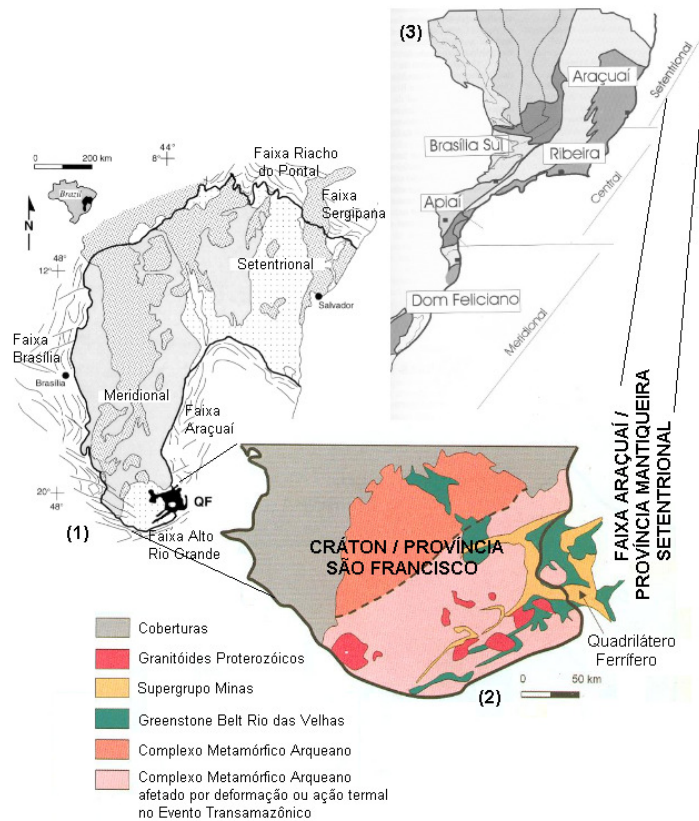 (3)
Araçuaí
Setentrional
Brasília Sul
Ribeira
Central
Apiaí
Dom Feliciano
Meridional
0 200 km
44°
8°
Faixa Riacho
do Pontal
Faixa
Sergipana
Brazil
N
48°
12°
Setentrional
Salvador
Faixa
Brasília
Brasília
Meridional
Faixa
Araçuaí
20°
48°
QF
(1)
Faixa Alto
Rio Grande
FAIXA ARAÇUAÍ /
PROVÍNCIA MANTIQUEIRA
SETENTRIONAL
CRÁTON / PROVÍNCIA
SÃO FRANCISCO
Quadrilátero
Ferrífero
(2)
0 50 km
Coberturas
Granitóides Proterozóicos
Supergrupo Minas
Greenstone Belt Rio das Velhas
Complexo Metamórfico Arqueano
Complexo Metamórfico Arqueano
afetado por deformação ou ação termal
no Evento Transamazônico